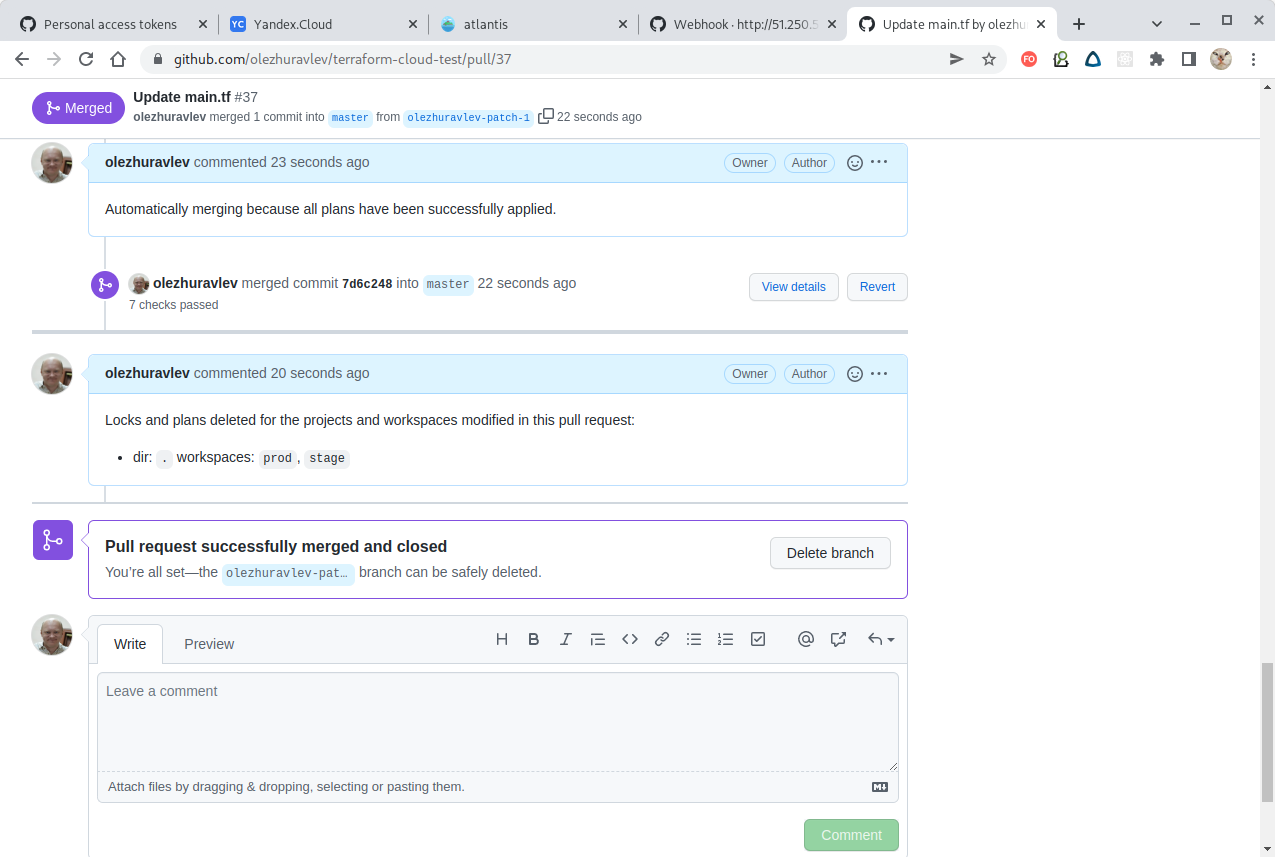 Personal access tokens
YC Yandex.Cloud
atlantis
Webhook · http://51.250.5
Update main.tf by olezhu
github.com/olezhuravlev/terraform-cloud-test/pull/37
FO
Merged
Update main.tf #37
olezhuravlev merged 1 commit into master from olezhuravlev-patch-1 22 seconds ago
olezhuravlev commented 23 seconds ago Owner Author
Automatically merging because all plans have been successfully applied.
olezhuravlev merged commit 7d6c248 into master 22 seconds ago View details Revert
7 checks passed
olezhuravlev commented 20 seconds ago Owner Author
Locks and plans deleted for the projects and workspaces modified in this pull request:
• dir: . workspaces: prod, stage
Pull request successfully merged and closed
You’re all set—the olezhuravlev-pat… branch can be safely deleted.
Delete branch
Write Preview
Leave a comment
Attach files by dragging & dropping, selecting or pasting them.
Comment